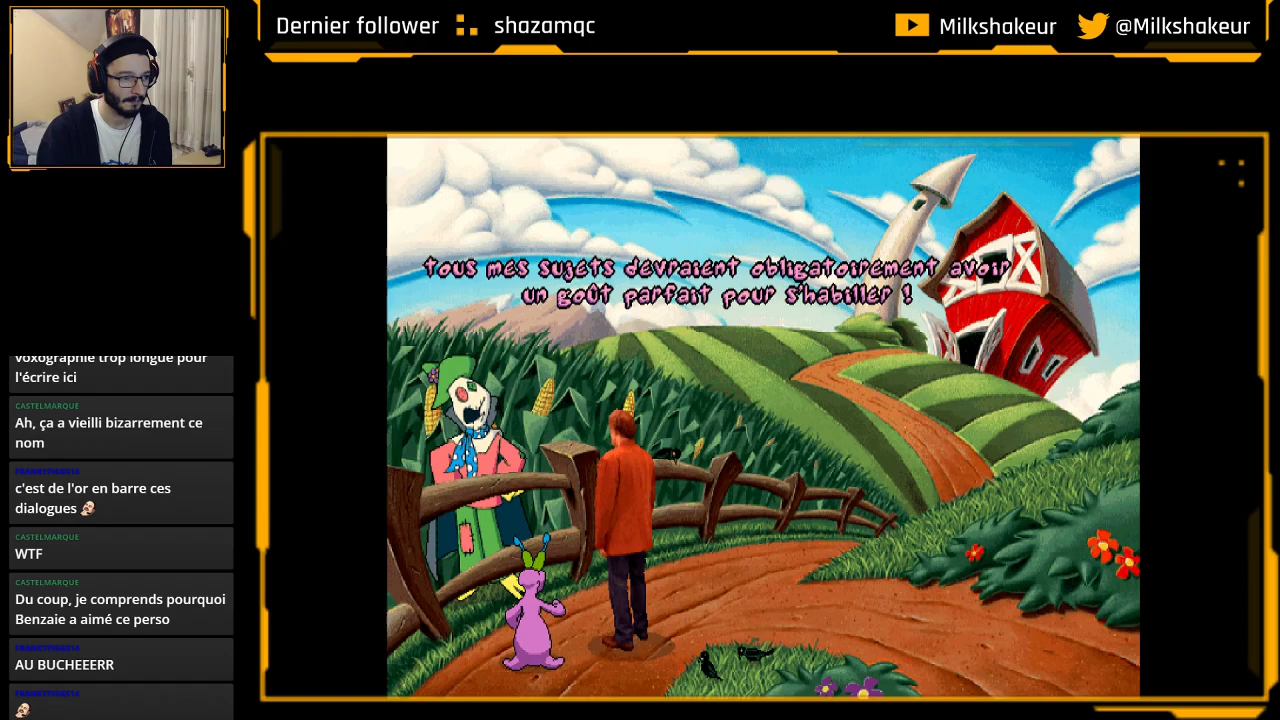 Dernier follower shazamqc Milkshakeur @Milkshakeur
Tous mes sujets devraient obligatoirement avoir
un goût parfait pour s'habiller !
voxographie trop longue pour
l'écrire ici
CASTELMARQUE
Ah, ça a vieilli bizarrement ce
nom
c'est de l'or en barre ces
dialogues
CASTELMARQUE
WTF
CASTELMARQUE
Du coup, je comprends pourquoi
Benzaie a aimé ce perso
AU BUCHEEERR